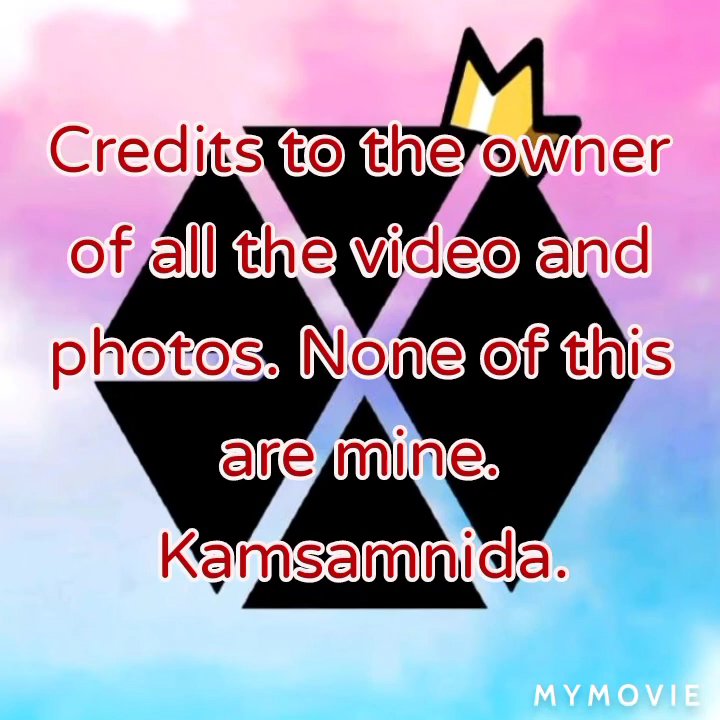 Credits to the owner
of all the video and
photos. None of this
are mine.
Kamsamnida.
MYMOVIE